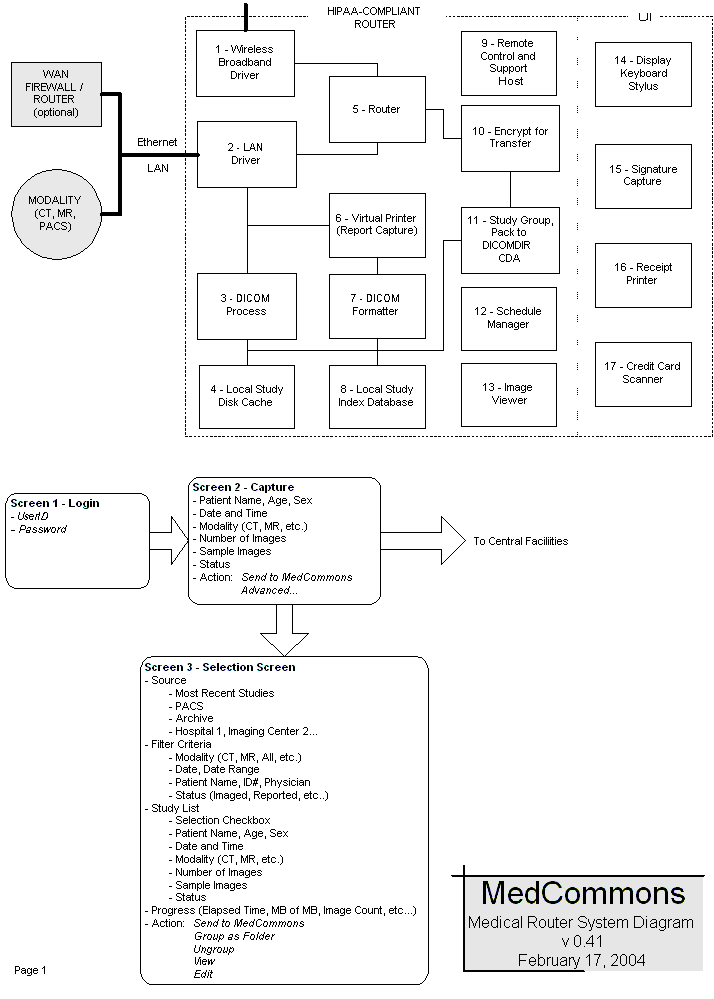 HIPAA-COMPLIANT
ROUTER
UI
1 - Wireless
Broadband
Driver
9 - Remote
Control and
Support
Host
14 - Display
Keyboard
Stylus
WAN
FIREWALL /
ROUTER
(optional)
5 - Router
Ethernet
LAN
2 - LAN
Driver
10 - Encrypt for
Transfer
15 - Signature
Capture
MODALITY
(CT, MR,
PACS)
6 - Virtual Printer
(Report Capture)
11 - Study Group,
Pack to
DICOMDIR
CDA
16 - Receipt
Printer
3 - DICOM
Process
7 - DICOM
Formatter
12 - Schedule
Manager
4 - Local Study
Disk Cache
8 - Local Study
Index Database
13 - Image
Viewer
17 - Credit Card
Scanner
Screen 1 - Login
- UserID
- Password
Screen 2 - Capture
- Patient Name, Age, Sex
- Date and Time
- Modality (CT, MR, etc.)
- Number of Images
- Sample Images
- Status
- Action: Send to MedCommons
Advanced...
To Central Facilities
Screen 3 - Selection Screen
- Source
- Most Recent Studies
- PACS
- Archive
- Hospital 1, Imaging Center 2...
- Filter Criteria
- Modality (CT, MR, All, etc.)
- Date, Date Range
- Patient Name, ID#, Physician
- Status (Imaged, Reported, etc..)
- Study List
- Selection Checkbox
- Patient Name, Age, Sex
- Date and Time
- Modality (CT, MR, etc.)
- Number of Images
- Sample Images
- Status
- Progress (Elapsed Time, MB of MB, Image Count, etc...)
- Action: Send to MedCommons
Group as Folder
Ungroup
View
Edit
MedCommons
Medical Router System Diagram
v 0.41
February 17, 2004
Page 1